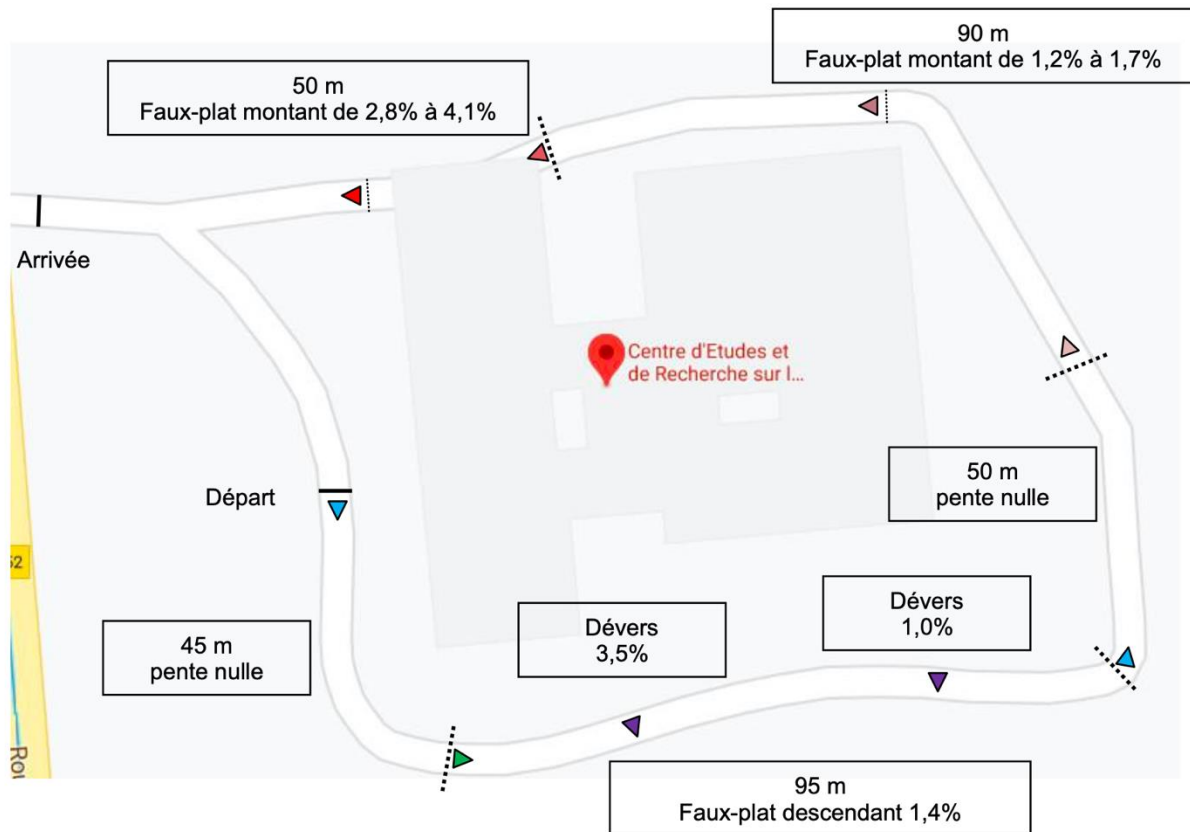 90 m
Faux-plat montant de 1,2% à 1,7%
50 m
Faux-plat montant de 2,8% à 4,1%
Arrivée
Centre d'Etudes et
de Recherche sur l...
50 m
pente nulle
Départ
52
Dévers
3,5%
Dévers
1,0%
45 m
pente nulle
Rou
95 m
Faux-plat descendant 1,4%